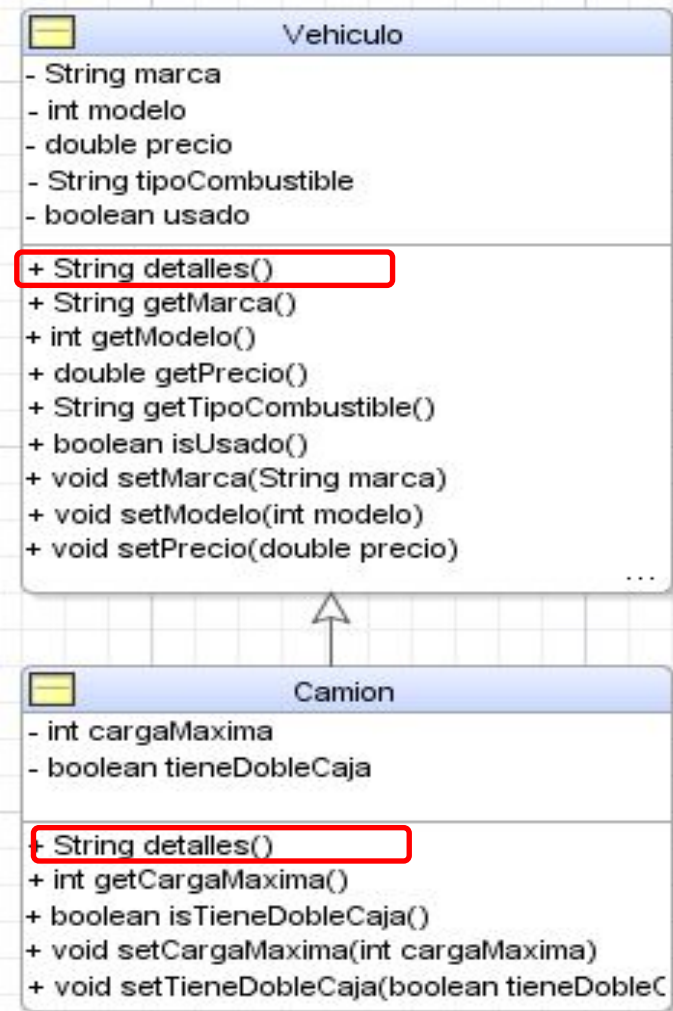 Vehiculo
- String marca
- int modelo
- double precio
- String tipoCombustible
- boolean usado
+ String detalles()
+ String getMarca()
+ int getModelo()
+ double getPrecio()
+ String getTipoCombustible()
+ boolean isUsado()
+ void setMarca(String marca)
+ void setModelo(int modelo)
+ void setPrecio(double precio)
...
Camion
- int cargaMaxima
- boolean tieneDobleCaja
+ String detalles()
+ int getCargaMaxima()
+ boolean isTieneDobleCaja()
+ void setCargaMaxima(int cargaMaxima)
+ void setTieneDobleCaja(boolean tieneDobleC